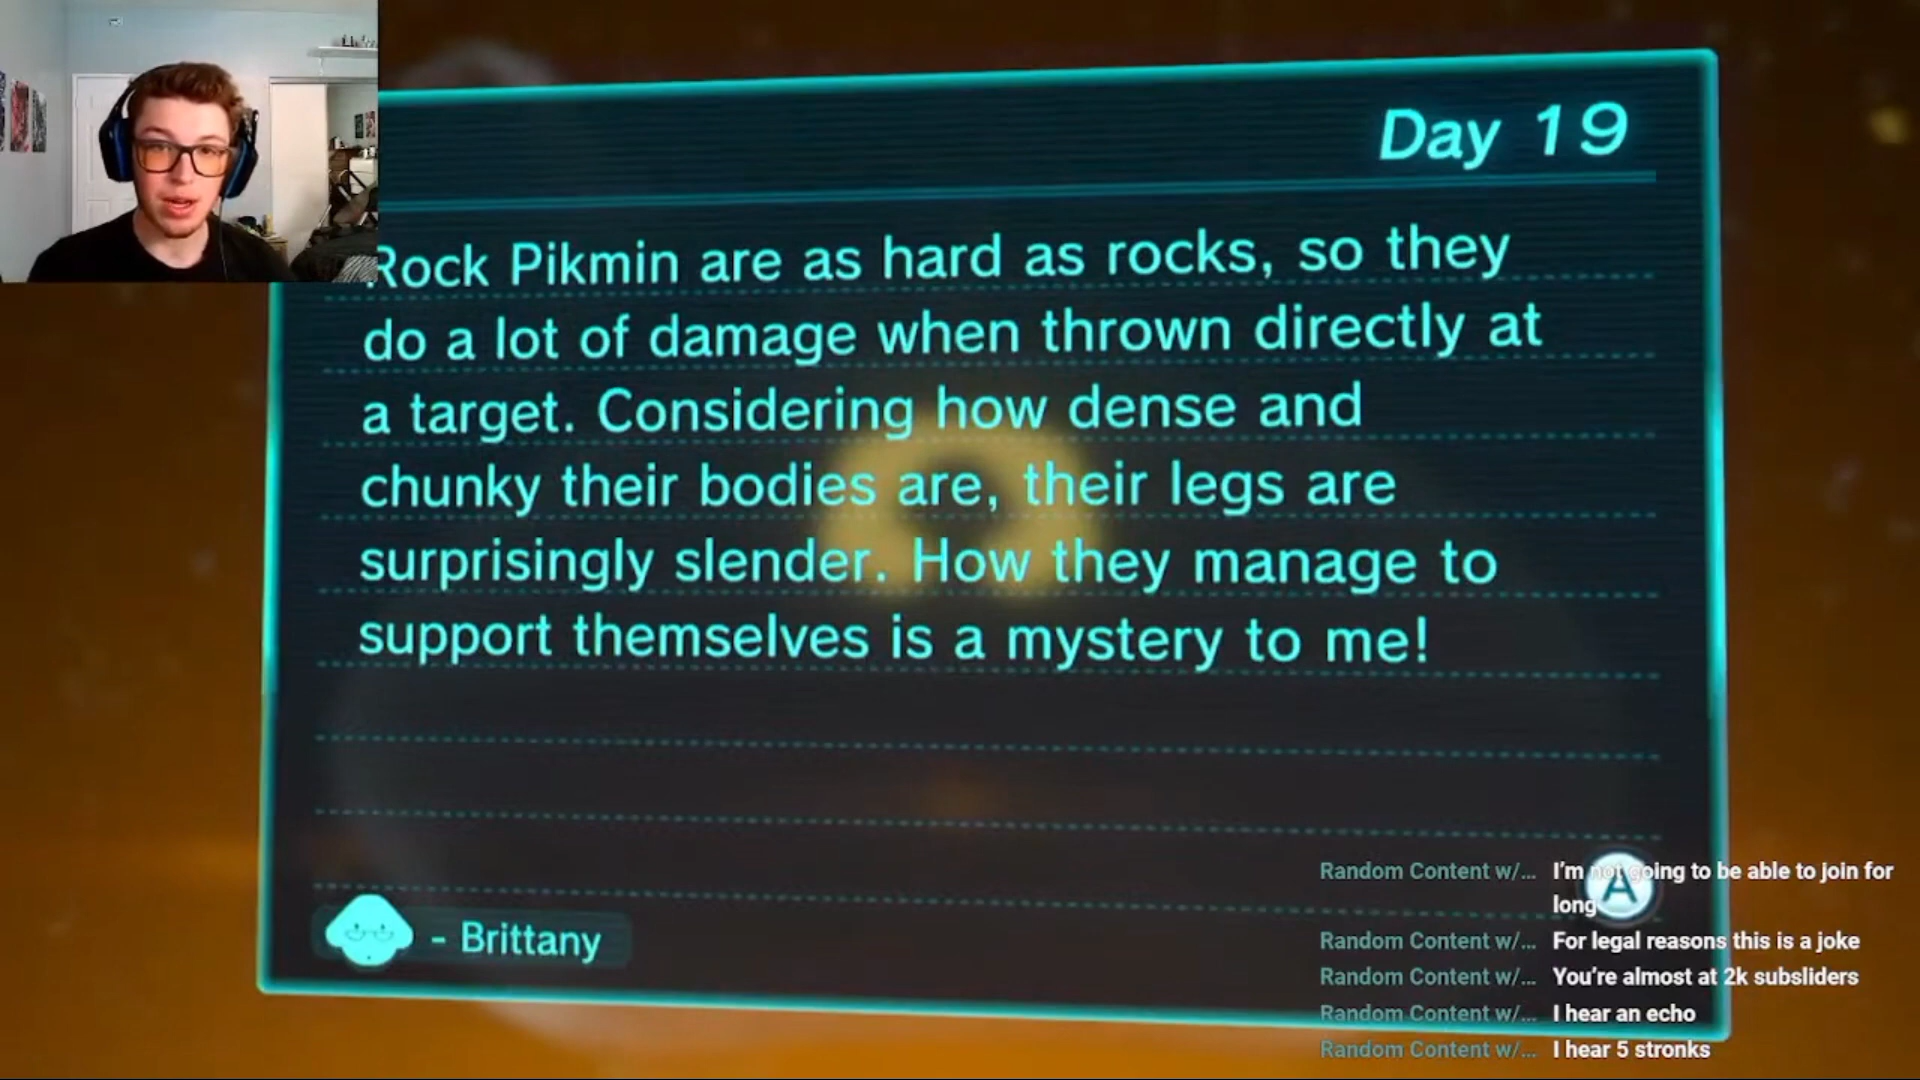 Day 19
Rock Pikmin are as hard as rocks, so they
do a lot of damage when thrown directly at
a target. Considering how dense and
chunky their bodies are, their legs are
surprisingly slender. How they manage to
support themselves is a mystery to me!
- Brittany
A
Random Content w/... I'm not going to be able to join for
long
Random Content w/... For legal reasons this is a joke
Random Content w/... You're almost at 2k subsliders
Random Content w/... I hear an echo
Random Content w/... I hear 5 stronks